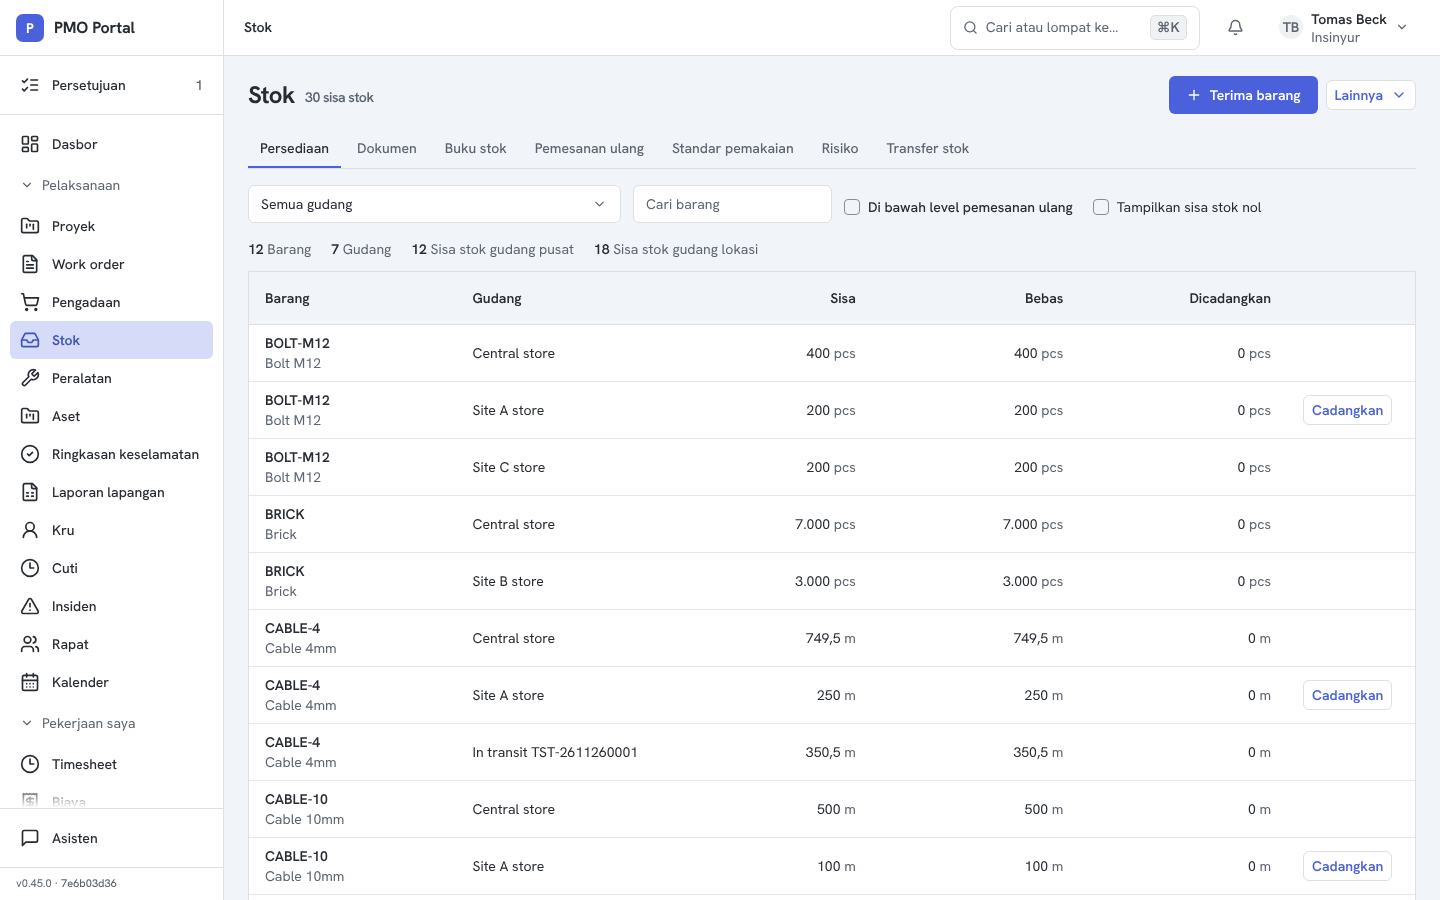 P PMO Portal
Stok
Cari atau lompat ke...
⌘K
TB
Tomas Beck
Insinyur
Persetujuan 1
Dasbor
Pelaksanaan
Proyek
Work order
Pengadaan
Stok
Peralatan
Aset
Ringkasan keselamatan
Laporan lapangan
Kru
Cuti
Insiden
Rapat
Kalender
Pekerjaan saya
Timesheet
Biaya
Asisten
v0.45.0 · 7e6b03d36
Stok 30 sisa stok
Terima barang
Lainnya
Persediaan Dokumen Buku stok Pemesanan ulang Standar pemakaian Risiko Transfer stok
Semua gudang
Cari barang
Di bawah level pemesanan ulang
Tampilkan sisa stok nol
12 Barang 7 Gudang 12 Sisa stok gudang pusat 18 Sisa stok gudang lokasi
Barang Gudang Sisa Bebas Dicadangkan
BOLT-M12
Bolt M12
Central store 400 pcs 400 pcs 0 pcs
BOLT-M12
Bolt M12
Site A store 200 pcs 200 pcs 0 pcs Cadangkan
BOLT-M12
Bolt M12
Site C store 200 pcs 200 pcs 0 pcs
BRICK
Brick
Central store 7.000 pcs 7.000 pcs 0 pcs
BRICK
Brick
Site B store 3.000 pcs 3.000 pcs 0 pcs
CABLE-4
Cable 4mm
Central store 749,5 m 749,5 m 0 m
CABLE-4
Cable 4mm
Site A store 250 m 250 m 0 m Cadangkan
CABLE-4
Cable 4mm
In transit TST-2611260001 350,5 m 350,5 m 0 m
CABLE-10
Cable 10mm
Central store 500 m 500 m 0 m
CABLE-10
Cable 10mm
Site A store 100 m 100 m 0 m Cadangkan